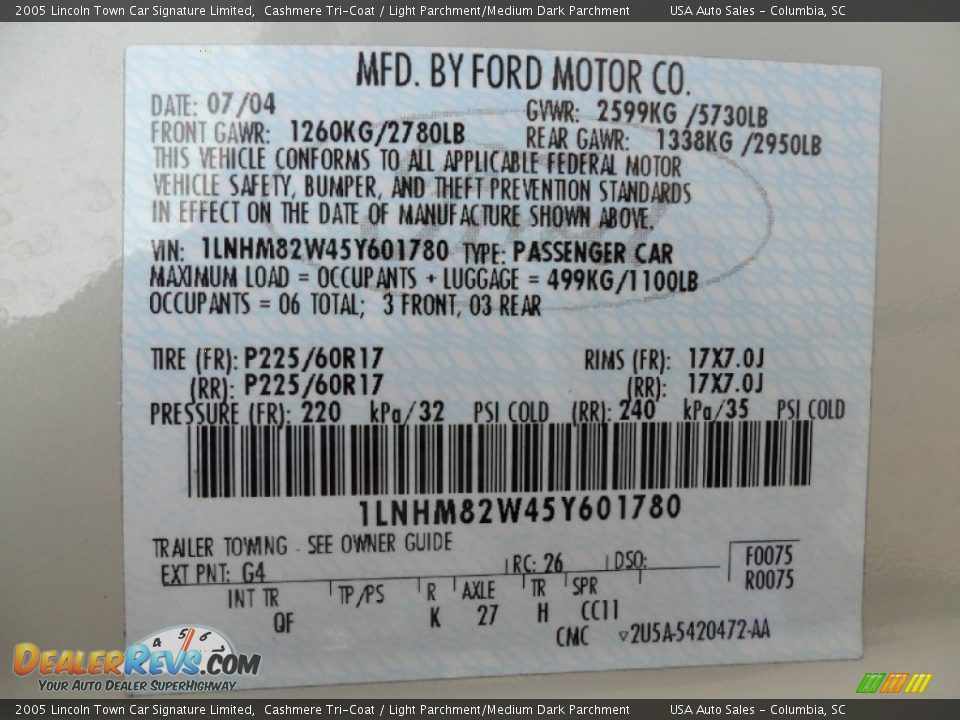 2005 Lincoln Town Car Signature Limited, Cashmere Tri-Coat / Light Parchment/Medium Dark Parchment USA Auto Sales - Columbia, SC
MFD. BY FORD MOTOR CO.
DATE: 07/04 GVWR: 2599KG /5730LB
FRONT GAWR: 1260KG/2780LB REAR GAWR: 1338KG /2950LB
THIS VEHICLE CONFORMS TO ALL APPLICABLE FEDERAL MOTOR
VEHICLE SAFETY, BUMPER, AND THEFT PREVENTION STANDARDS
IN EFFECT ON THE DATE OF MANUFACTURE SHOWN ABOVE.
VIN: 1LNHM82W45Y601780 TYPE: PASSENGER CAR
MAXIMUM LOAD = OCCUPANTS + LUGGAGE = 499KG/1100LB
OCCUPANTS = 06 TOTAL; 3 FRONT, 03 REAR
TIRE (FR): P225/60R17 RIMS (FR): 17X7.0J
(RR): P225/60R17 (RR): 17X7.0J
PRESSURE (FR): 220 kPa/32 PSI COLD (RR): 240 kPa/35 PSI COLD
1LNHM82W45Y601780
TRAILER TOWING - SEE OWNER GUIDE
EXT PNT: G4 RC: 26 DSO: F0075
R0075
INT TR TP/PS R AXLE TR SPR
QF K 27 H CC11
CMC ▿2U5A-5420472-AA
4 5 6
DEALERREVS.COM
YOUR AUTO DEALER SUPERHIGHWAY
2005 Lincoln Town Car Signature Limited, Cashmere Tri-Coat / Light Parchment/Medium Dark Parchment USA Auto Sales - Columbia, SC